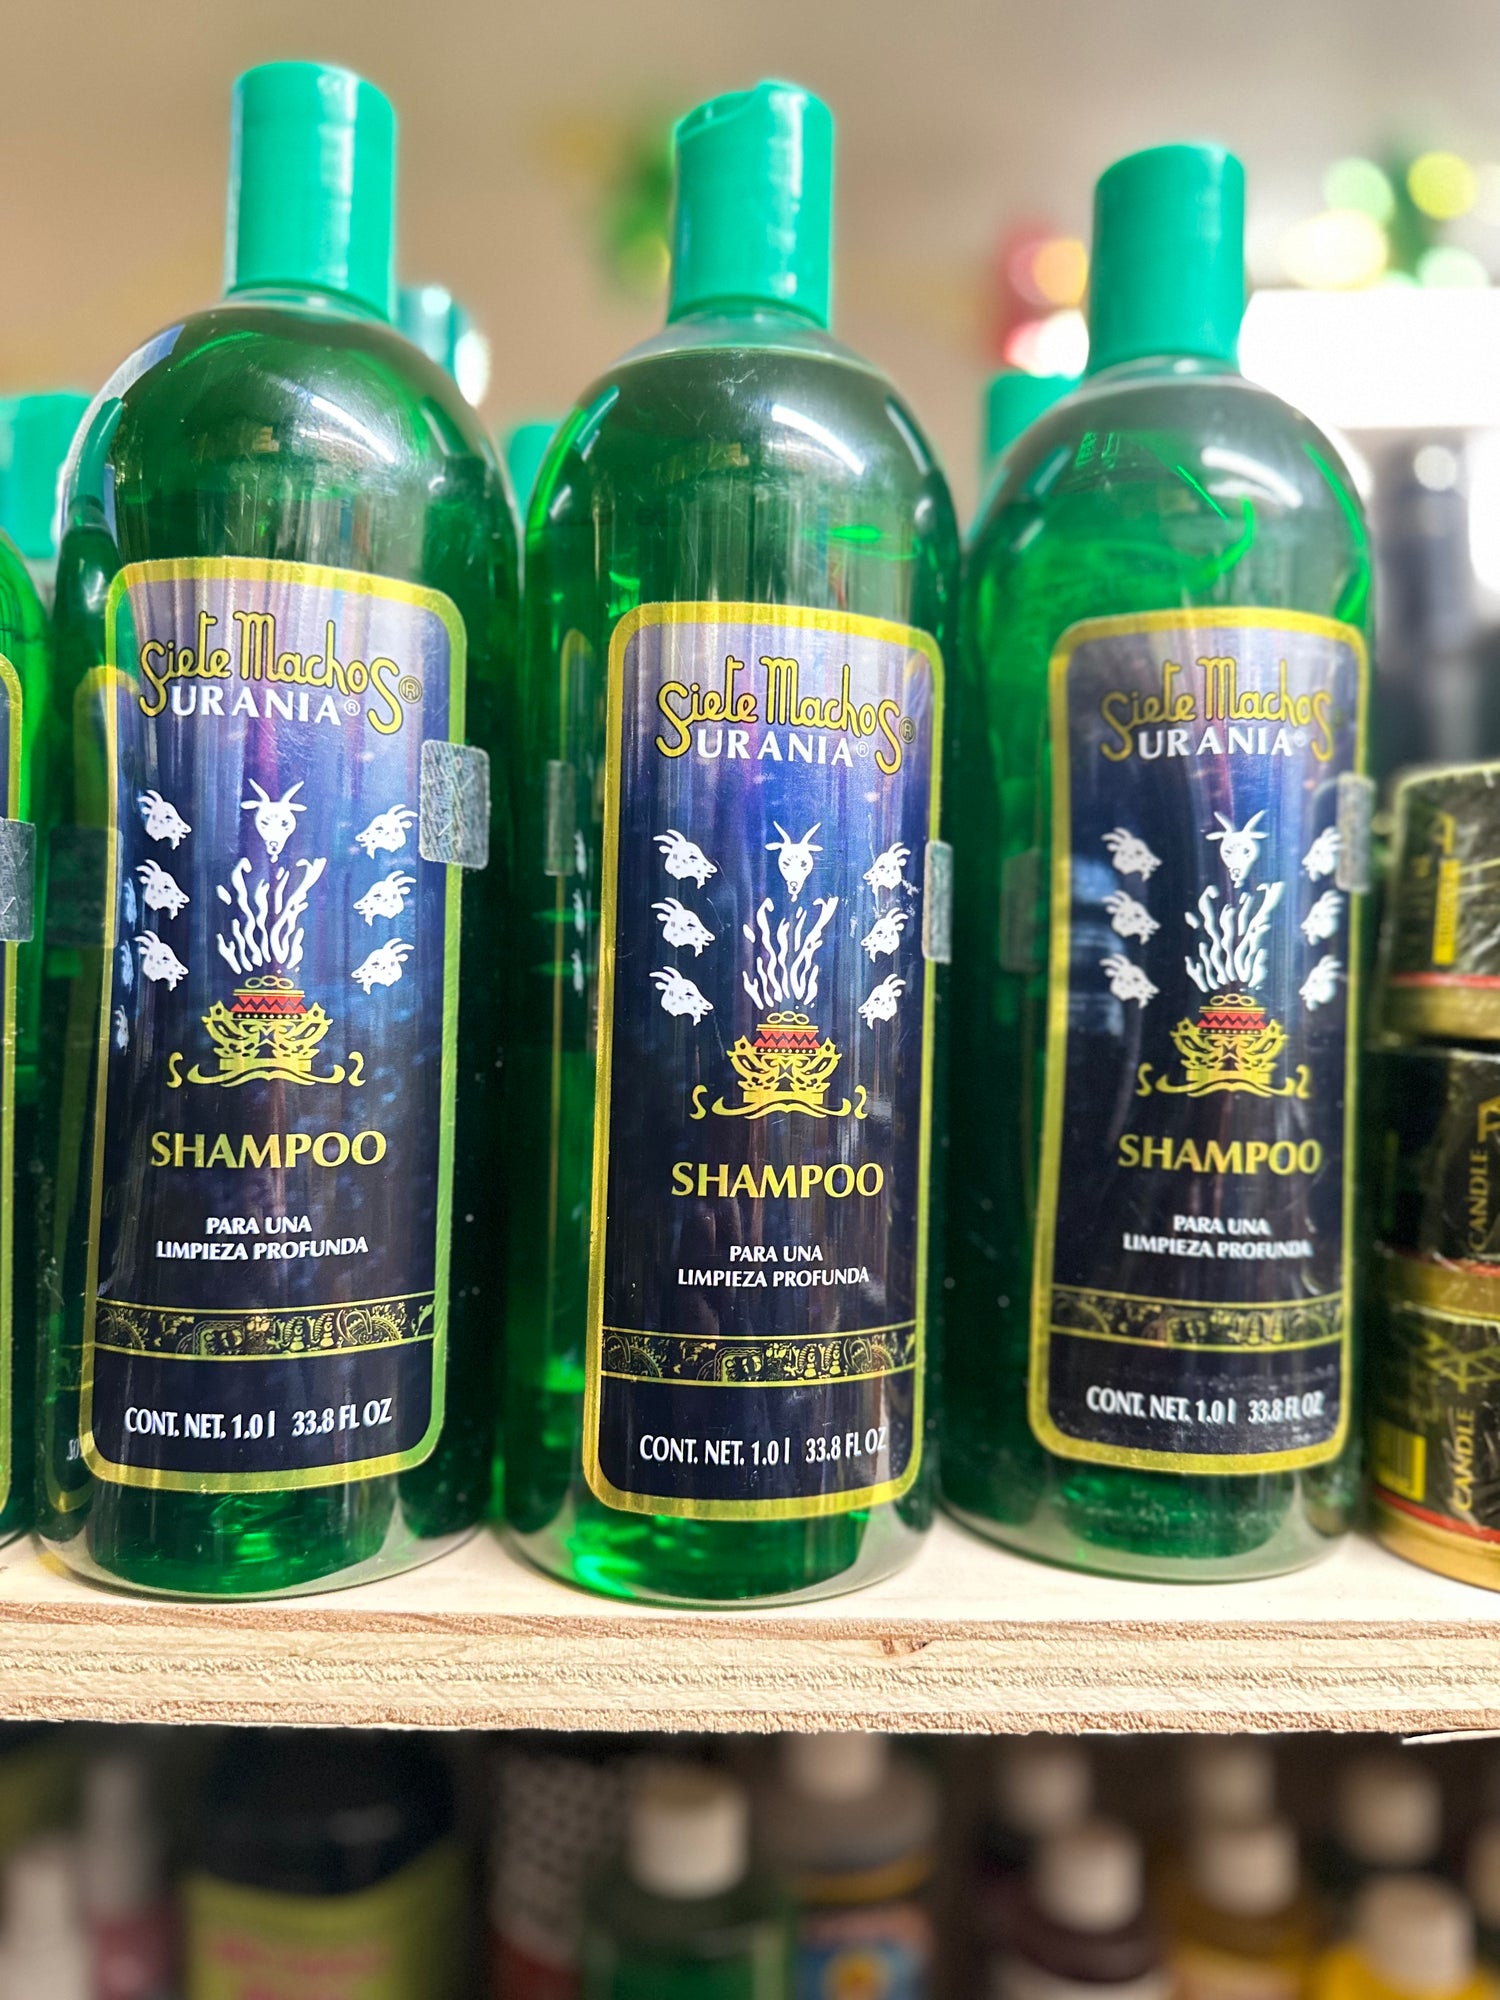 Siete Machos®
URANIA®
SHAMPOO
PARA UNA
LIMPIEZA PROFUNDA
CONT. NET. 1.0 l 33.8 FL OZ
Siete Machos®
URANIA®
SHAMPOO
PARA UNA
LIMPIEZA PROFUNDA
CONT. NET. 1.0 l 33.8 FL OZ
Siete Machos
URANIA®
SHAMPOO
PARA UNA
LIMPIEZA PROFUNDA
CONT. NET. 1.0 l 33.8 FL OZ
CANDLE
CANDLE